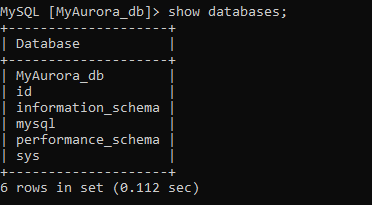 MySQL [MyAurora_db]> show databases;
+--------------------+
| Database           |
+--------------------+
| MyAurora_db        |
| id                 |
| information_schema |
| mysql              |
| performance_schema |
| sys                |
+--------------------+
6 rows in set (0.112 sec)